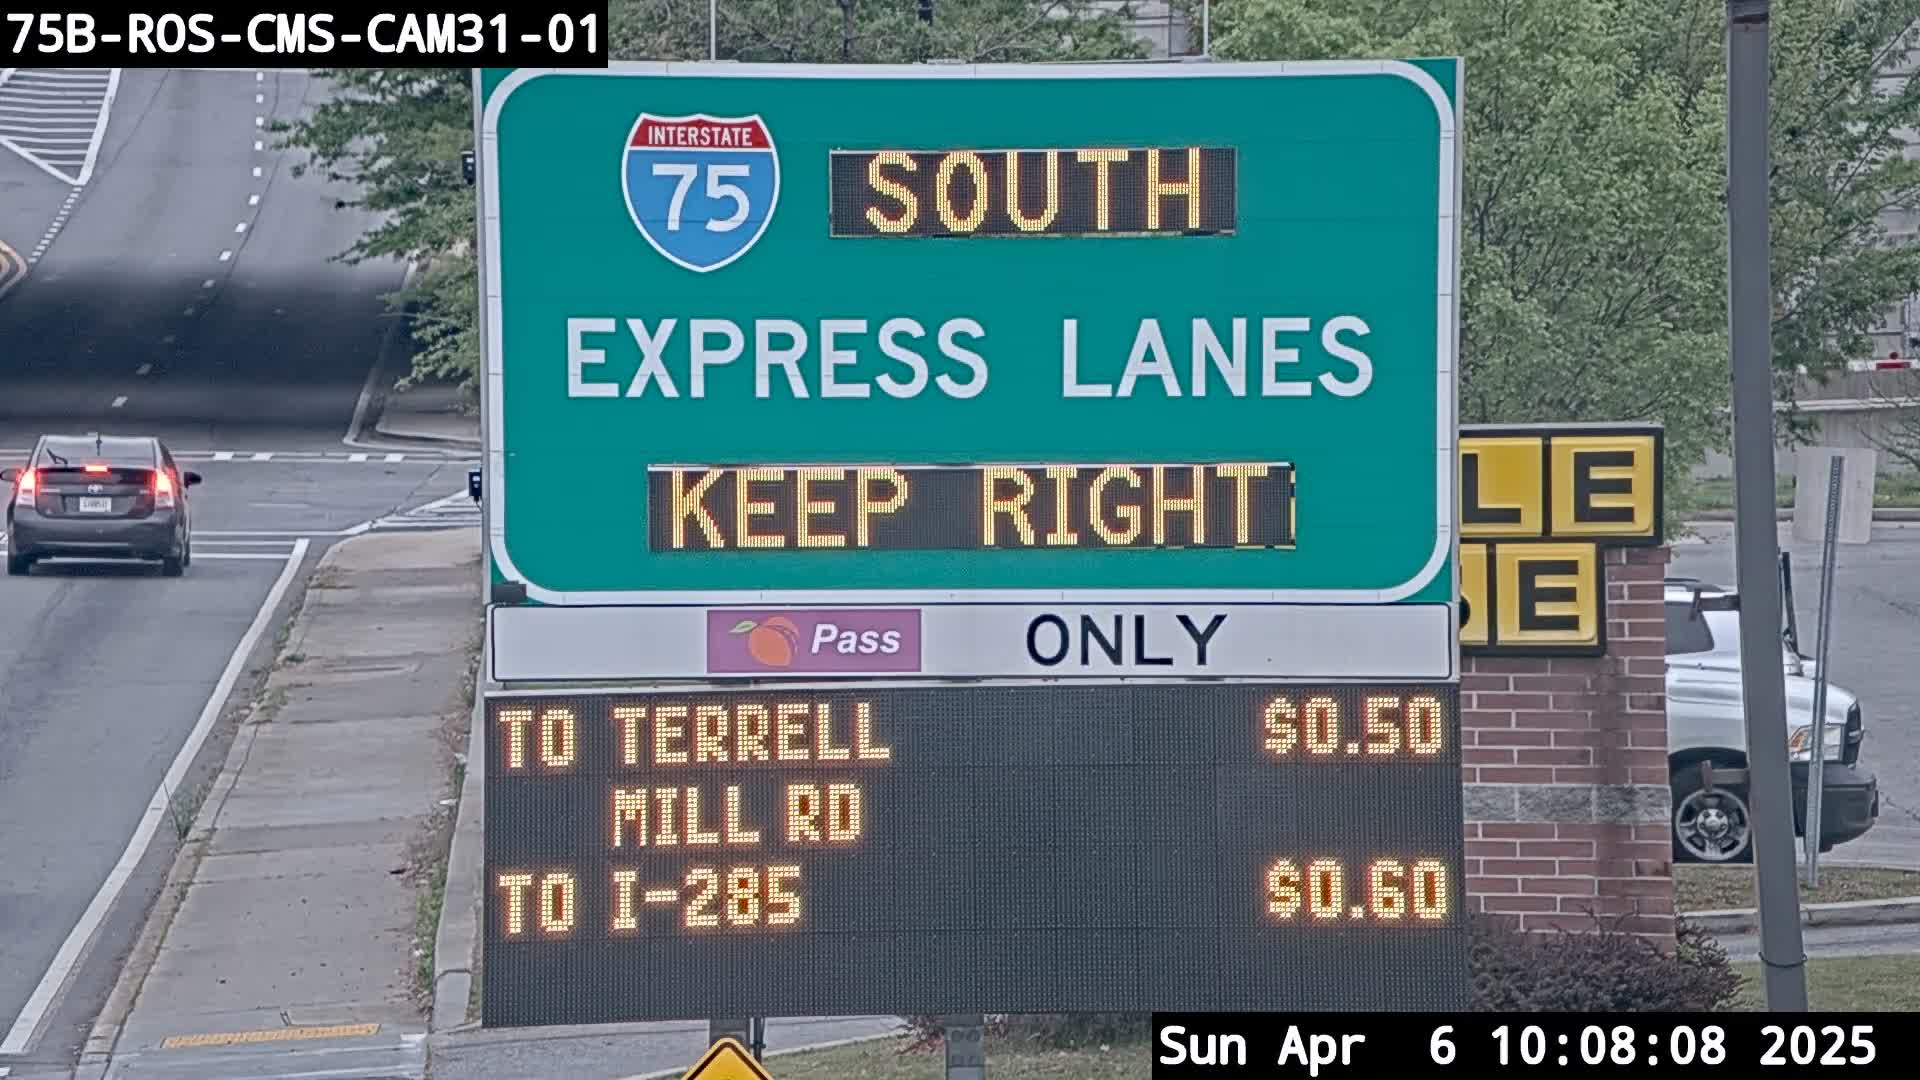 75B-ROS-CMS-CAM31-01
INTERSTATE
75
SOUTH
EXPRESS LANES
KEEP RIGHT
Pass ONLY
TO TERRELL $0.50
MILL RD
TO I-285 $0.60
LE
E
Sun Apr 6 10:08:08 2025